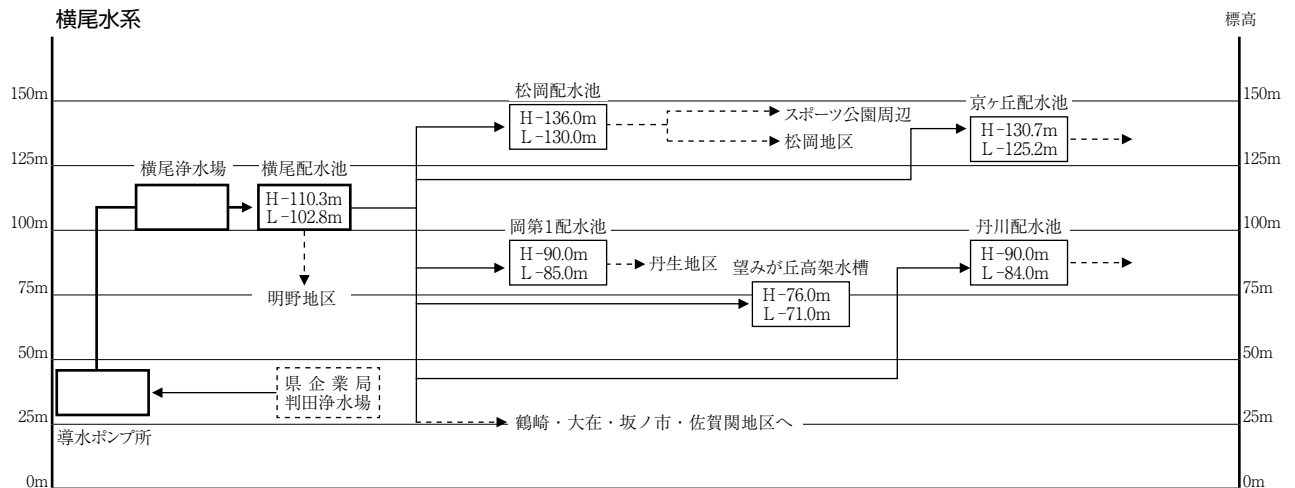 横尾水系
標高
150m
125m
100m
75m
50m
25m
0m
150m
125m
100m
75m
50m
25m
0m
松岡配水池
H-136.0m
L-130.0m
スポーツ公園周辺
松岡地区
京ヶ丘配水池
H-130.7m
L-125.2m
横尾浄水場
横尾配水池
H-110.3m
L-102.8m
明野地区
岡第1配水池
H-90.0m
L-85.0m
丹生地区
望みが丘高架水槽
H-76.0m
L-71.0m
丹川配水池
H-90.0m
L-84.0m
県企業局
判田浄水場
導水ポンプ所
鶴崎・大在・坂ノ市・佐賀関地区へ